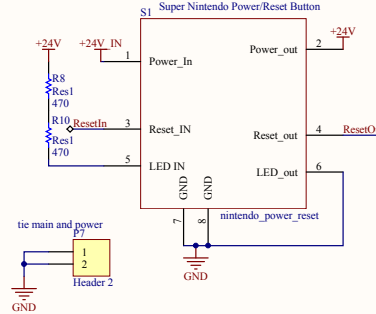 S1
Super Nintendo Power/Reset Button
+24V
+24V_IN
+24V
1
Power_In
Power_out
2
R8
Res1
470
R10
Res1
470
ResetIn
3
Reset_IN
Reset_out
4
ResetO
5
LED IN
LED_out
6
GND
GND
7
8
nintendo_power_reset
GND
tie main and power
P7
1
2
Header 2
GND